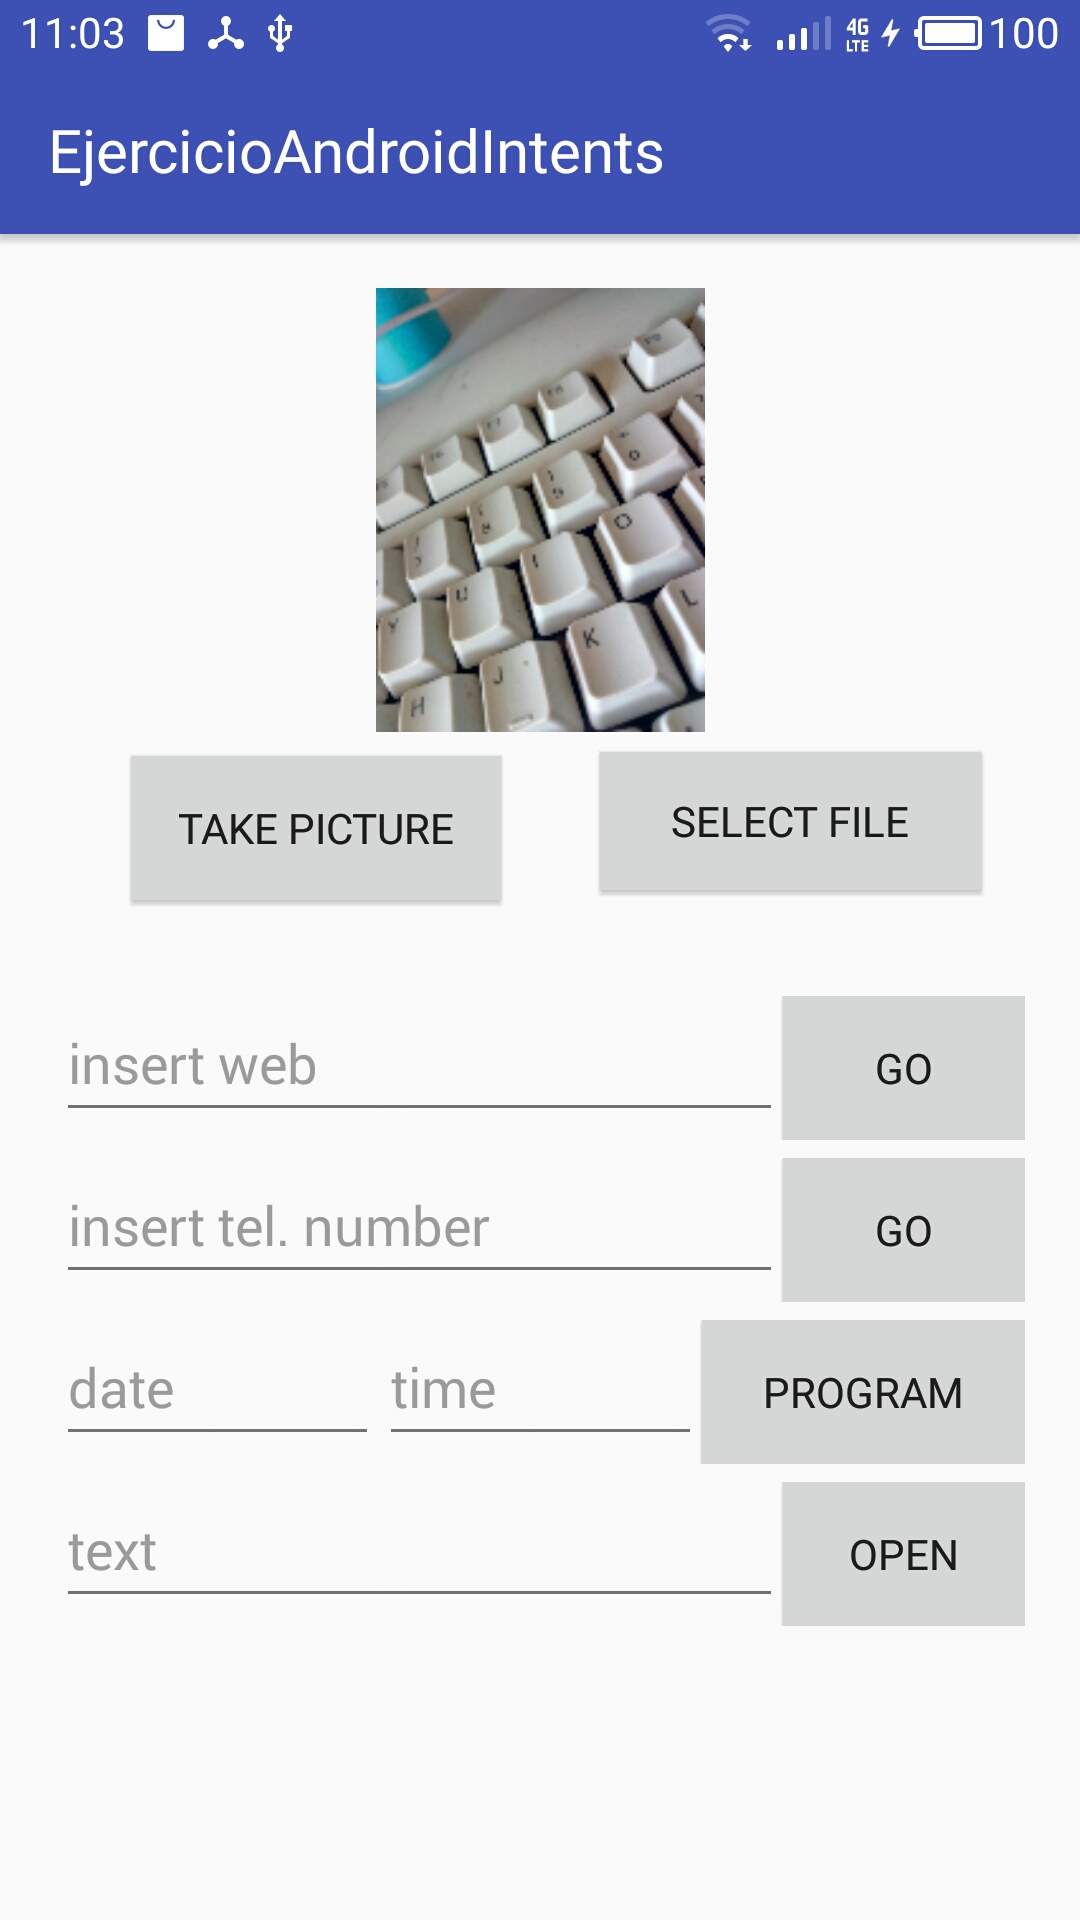 11:03 4G LTE 100
EjercicioAndroidIntents
F7
U I O
Y K L
H J
TAKE PICTURE SELECT FILE
insert web GO
insert tel. number GO
date time PROGRAM
text OPEN